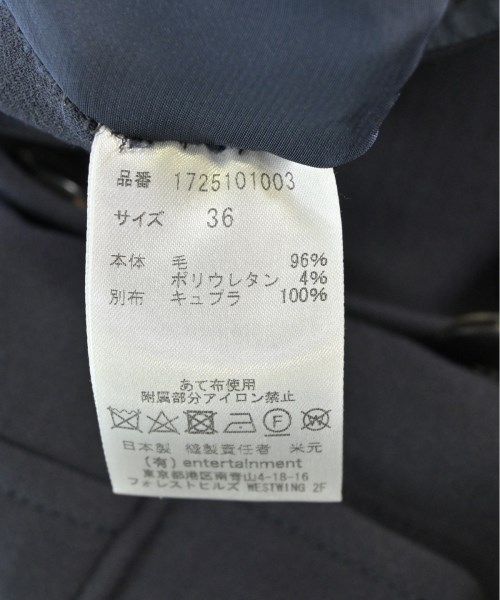 品番 1725101003
サイズ 36
本体 毛 96%
ポリウレタン 4%
別布 キュプラ 100%
あて布使用
附属部分アイロン禁止
F W
日本製 縫製責任者 米元
(有) entertainment
東京都港区南青山4-18-16
フォレストヒルズ WESTWING 2F